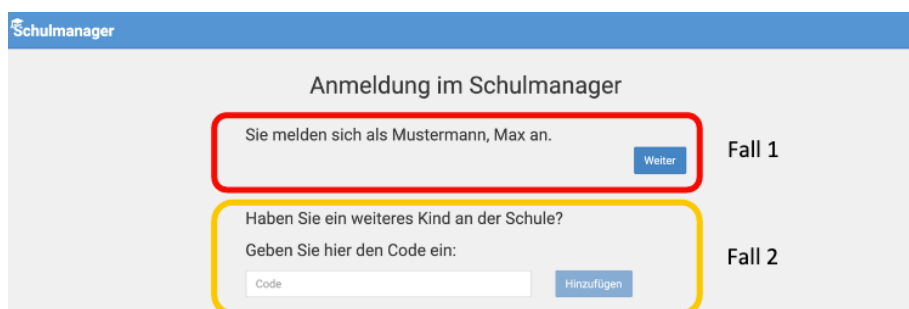 Schulmanager
Anmeldung im Schulmanager
Sie melden sich als Mustermann, Max an.
Weiter
Fall 1
Haben Sie ein weiteres Kind an der Schule?
Geben Sie hier den Code ein:
Fall 2
Code
Hinzufügen